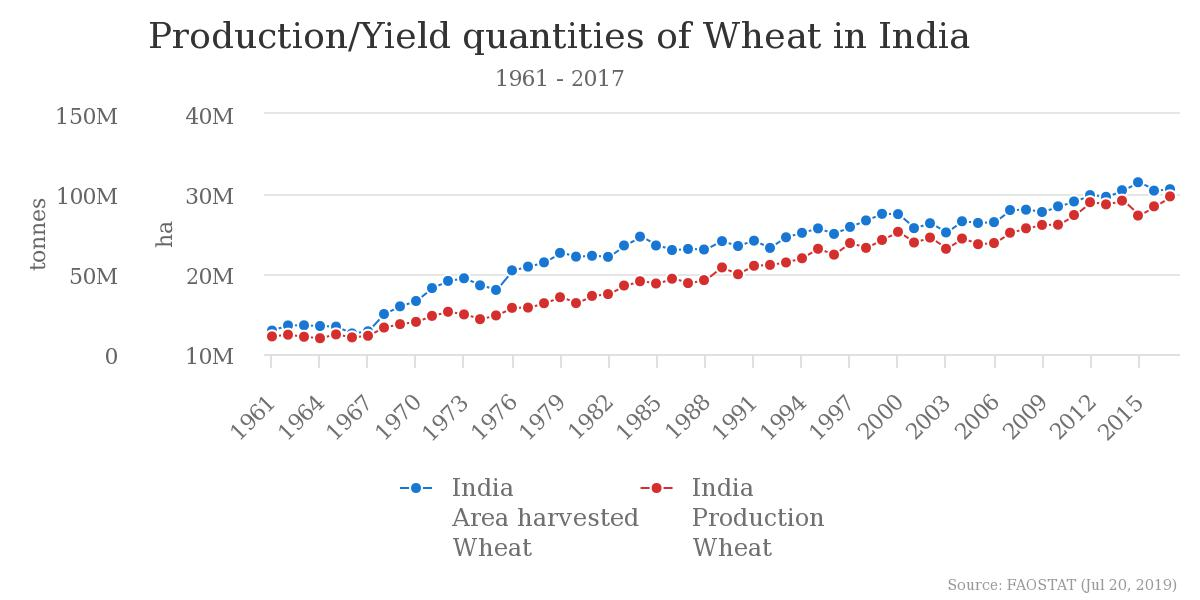 Production/Yield quantities of Wheat in India
1961 - 2017
150M
100M
50M
0
tonnes
40M
30M
20M
10M
ha
1961
1964
1967
1970
1973
1976
1979
1982
1985
1988
1991
1994
1997
2000
2003
2006
2009
2012
2015
India
Area harvested
Wheat
India
Production
Wheat
Source: FAOSTAT (Jul 20, 2019)